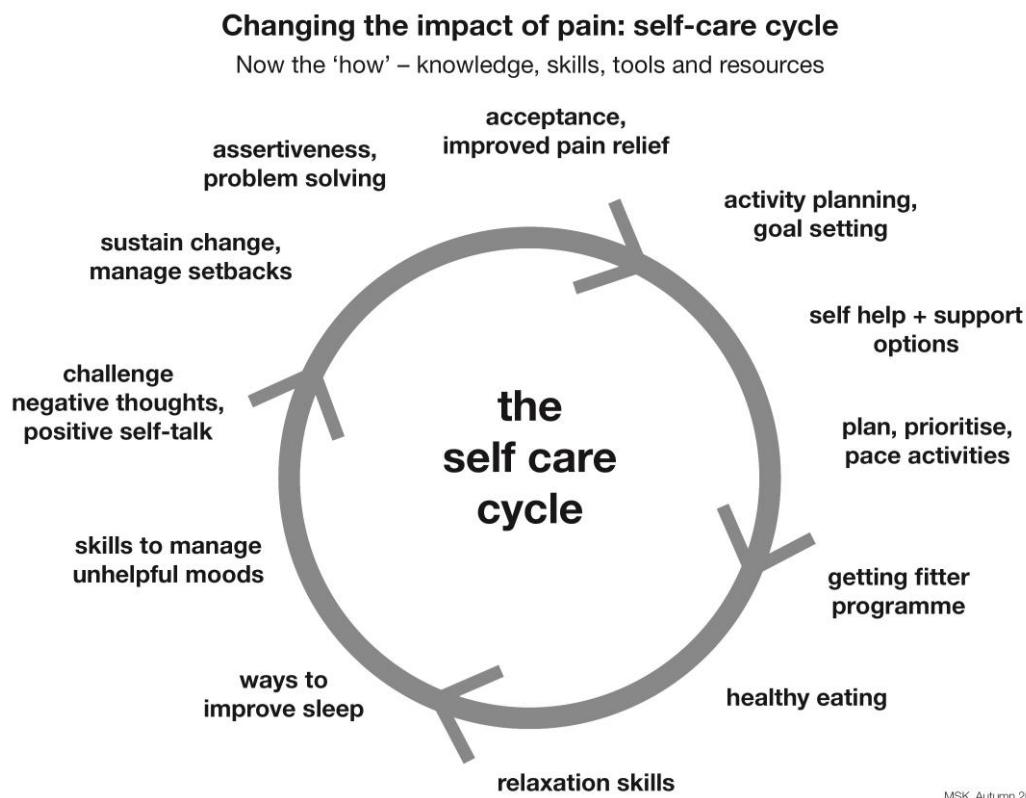 Changing the impact of pain: self-care cycle
Now the ‘how’ – knowledge, skills, tools and resources
acceptance,
improved pain relief
activity planning,
goal setting
self help + support
options
plan, prioritise,
pace activities
getting fitter
programme
healthy eating
relaxation skills
ways to
improve sleep
skills to manage
unhelpful moods
challenge
negative thoughts,
positive self-talk
sustain change,
manage setbacks
assertiveness,
problem solving
the
self care
cycle
MSK, Autumn